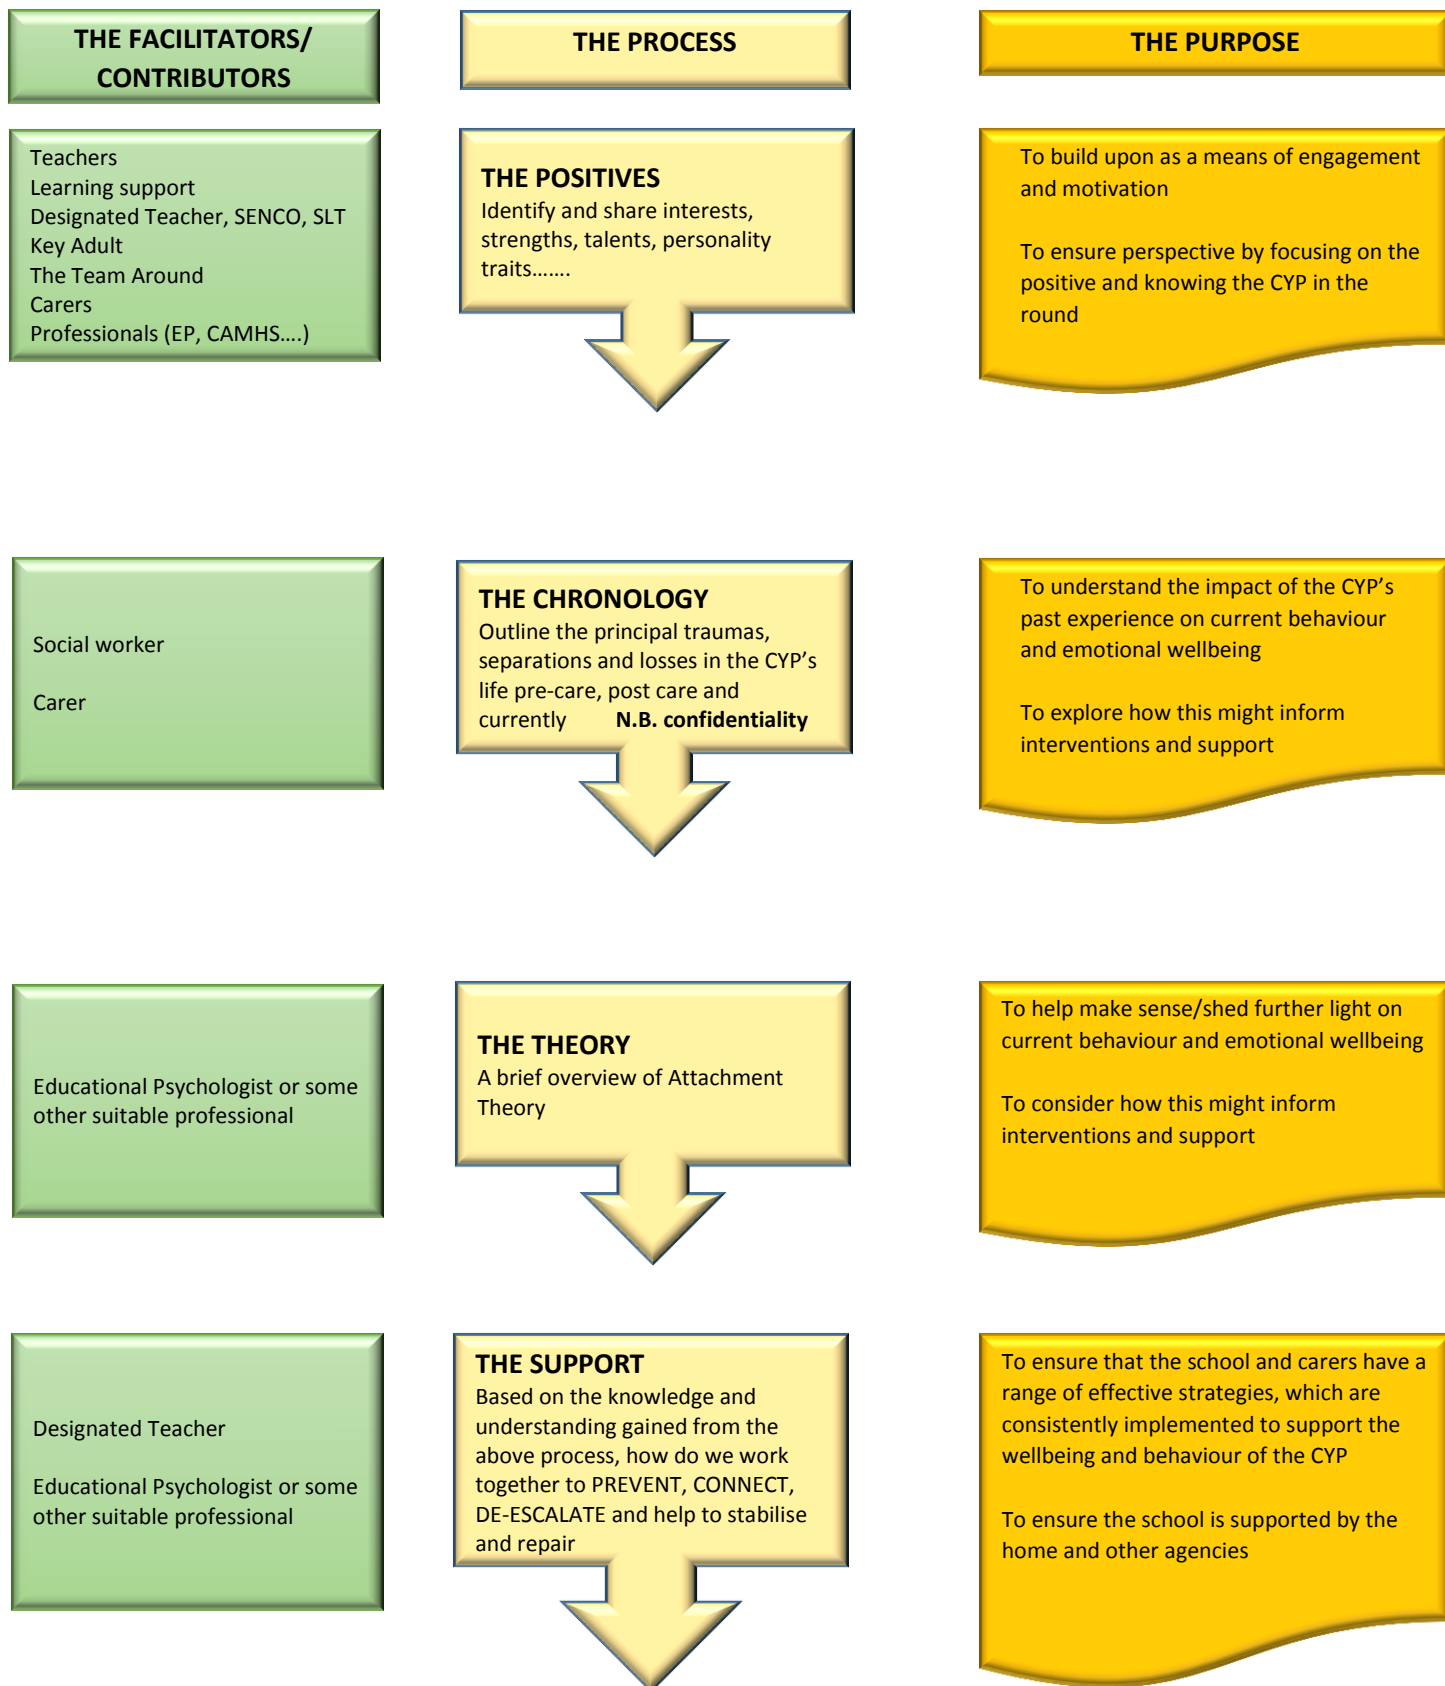 THE FACILITATORS/
CONTRIBUTORS
THE PROCESS
THE PURPOSE
Teachers
Learning support
Designated Teacher, SENCO, SLT
Key Adult
The Team Around
Carers
Professionals (EP, CAMHS....)
THE POSITIVES
Identify and share interests,
strengths, talents, personality
traits.......
To build upon as a means of engagement
and motivation
To ensure perspective by focusing on the
positive and knowing the CYP in the
round
Social worker
Carer
THE CHRONOLOGY
Outline the principal traumas,
separations and losses in the CYP’s
life pre-care, post care and
currently N.B. confidentiality
To understand the impact of the CYP’s
past experience on current behaviour
and emotional wellbeing
To explore how this might inform
interventions and support
Educational Psychologist or some
other suitable professional
THE THEORY
A brief overview of Attachment
Theory
To help make sense/shed further light on
current behaviour and emotional wellbeing
To consider how this might inform
interventions and support
Designated Teacher
Educational Psychologist or some
other suitable professional
THE SUPPORT
Based on the knowledge and
understanding gained from the
above process, how do we work
together to PREVENT, CONNECT,
DE-ESCALATE and help to stabilise
and repair
To ensure that the school and carers have a
range of effective strategies, which are
consistently implemented to support the
wellbeing and behaviour of the CYP
To ensure the school is supported by the
home and other agencies